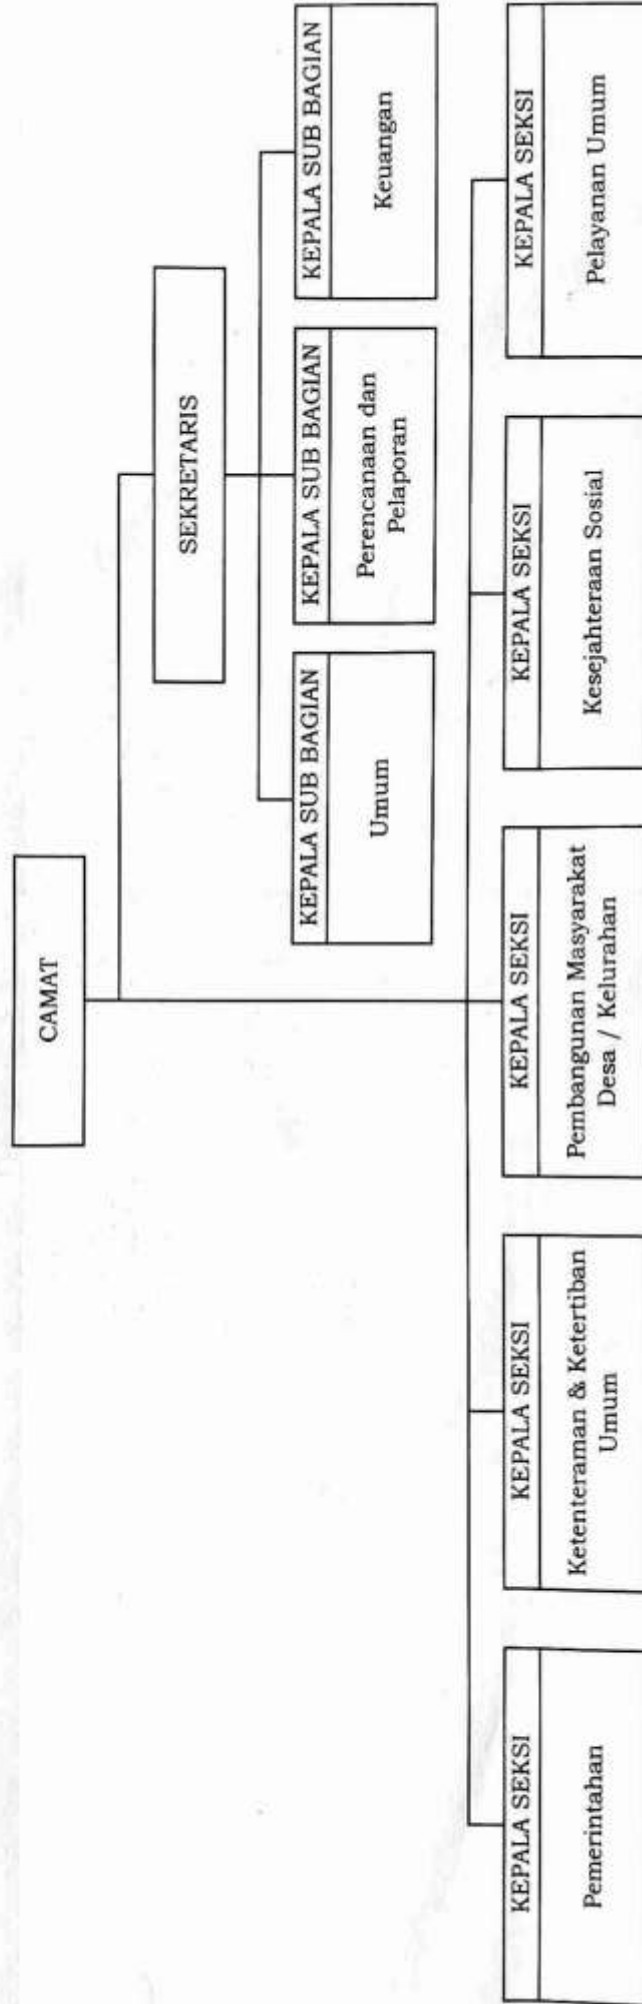 CAMAT
SEKRETARIS
KEPALA SUB BAGIAN
Umum
KEPALA SUB BAGIAN
Perencanaan dan
Pelaporan
KEPALA SUB BAGIAN
Keuangan
KEPALA SEKSI
Pemerintahan
KEPALA SEKSI
Ketenteraman & Ketertiban
Umum
KEPALA SEKSI
Pembangunan Masyarakat
Desa / Kelurahan
KEPALA SEKSI
Kesejahteraan Sosial
KEPALA SEKSI
Pelayanan Umum